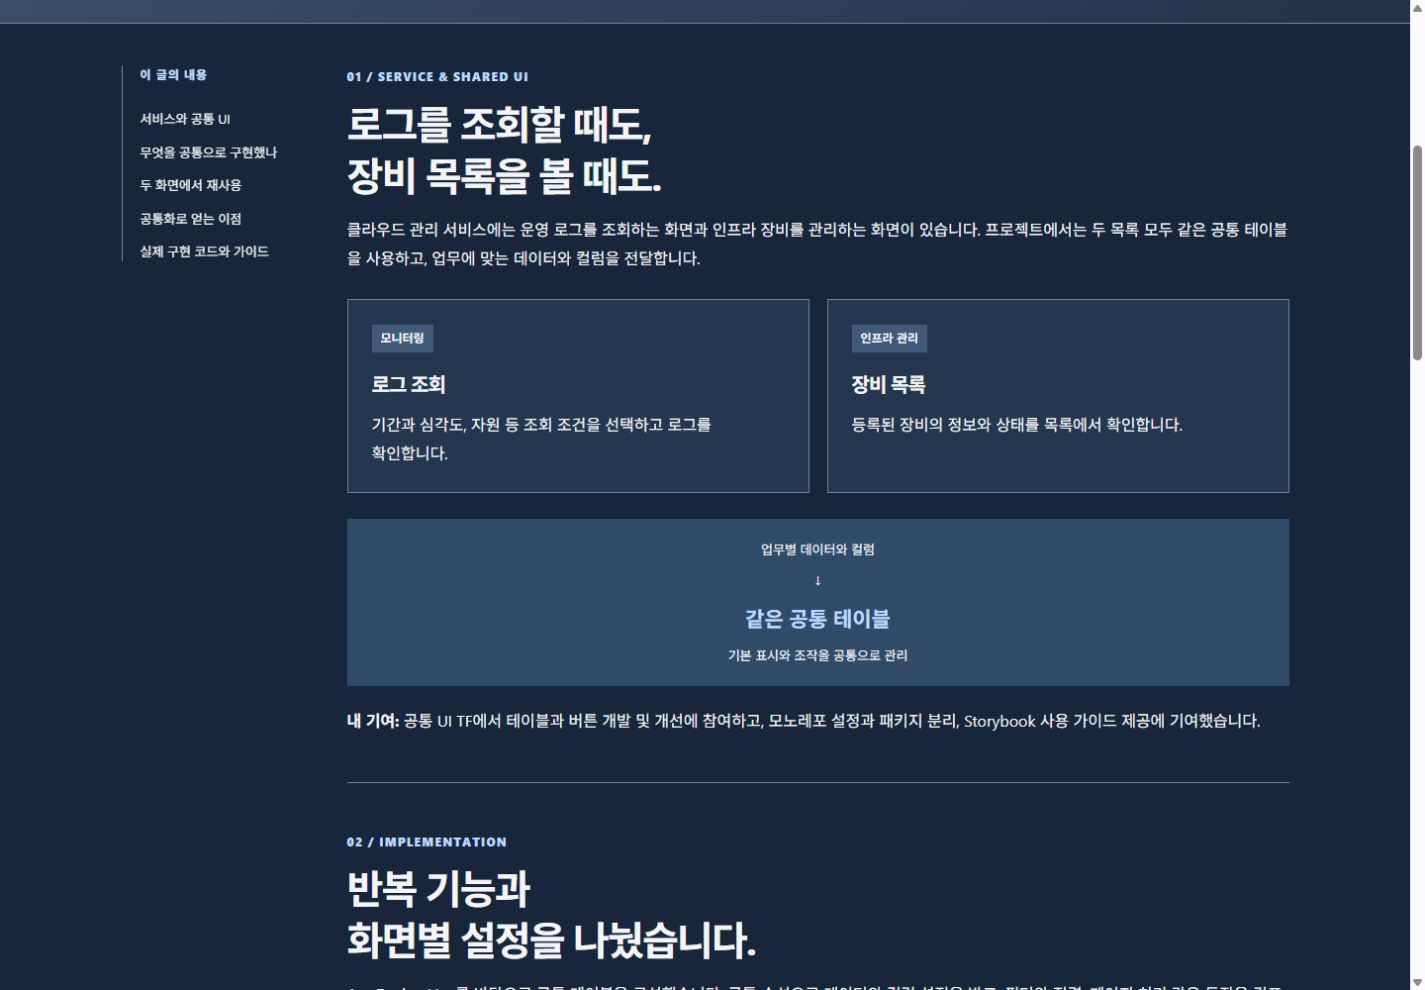 이 글의 내용
서비스와 공통 UI
무엇을 공통으로 구현했나
두 화면에서 재사용
공통화로 얻는 이점
실제 구현 코드와 가이드
01 / SERVICE & SHARED UI
로그를 조회할 때도,
장비 목록을 볼 때도.
클라우드 관리 서비스에는 운영 로그를 조회하는 화면과 인프라 장비를 관리하는 화면이 있습니다. 프로젝트에서는 두 목록 모두 같은 공통 테이블
을 사용하고, 업무에 맞는 데이터와 컬럼을 전달합니다.
모니터링
로그 조회
기간과 심각도, 자원 등 조회 조건을 선택하고 로그를
확인합니다.
인프라 관리
장비 목록
등록된 장비의 정보와 상태를 목록에서 확인합니다.
업무별 데이터와 컬럼
↓
같은 공통 테이블
기본 표시와 조작을 공통으로 관리
내 기여: 공통 UI TF에서 테이블과 버튼 개발 및 개선에 참여하고, 모노레포 설정과 패키지 분리, Storybook 사용 가이드 제공에 기여했습니다.
02 / IMPLEMENTATION
반복 기능과
화면별 설정을 나눴습니다.